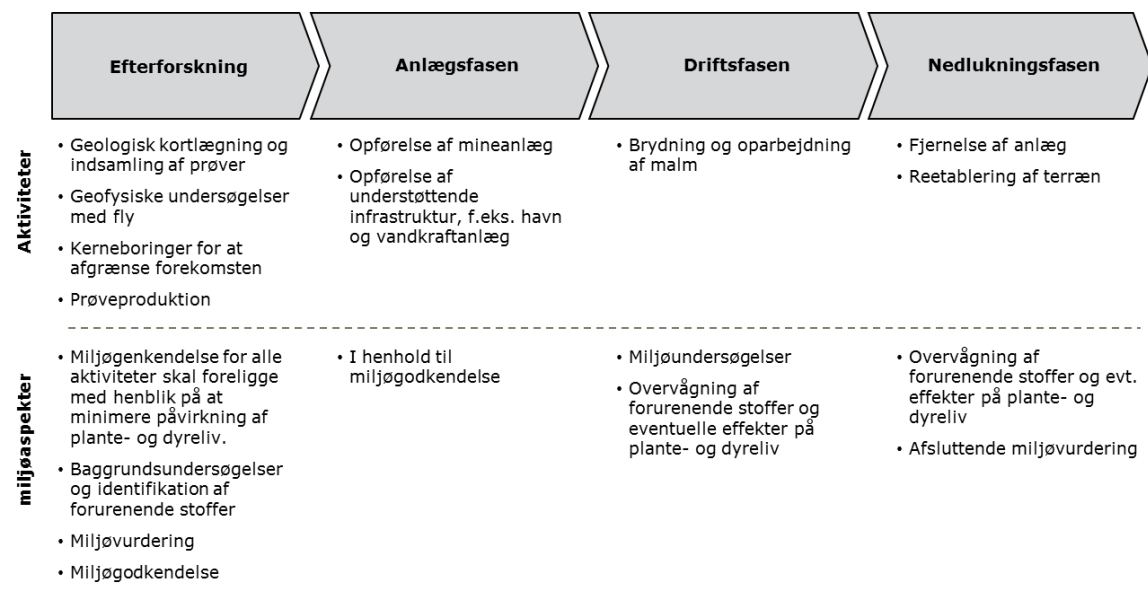 Efterforskning
Anlægsfasen
Driftsfasen
Nedlukningsfasen
Aktiviteter
• Geologisk kortlægning og
indsamling af prøver
• Geofysiske undersøgelser
med fly
• Kerneboringer for at
afgrænse forekomsten
• Prøveproduktion
• Opførelse af mineanlæg
• Opførelse af
understøttende
infrastruktur, f.eks. havn
og vandkraftanlæg
• Brydning og oparbejdning
af malm
• Fjernelse af anlæg
• Reetablering af terræn
miljøaspekter
• Miljøgenkendelse for alle
aktiviteter skal foreligge
med henblik på at
minimere påvirkning af
plante- og dyreliv.
• Baggrundsundersøgelser
og identifikation af
forurenende stoffer
• Miljøvurdering
• Miljøgodkendelse
• I henhold til
miljøgodkendelse
• Miljøundersøgelser
• Overvågning af
forurenende stoffer og
eventuelle effekter på
plante- og dyreliv
• Overvågning af
forurenende stoffer og evt.
effekter på plante- og
dyreliv
• Afsluttende miljøvurdering